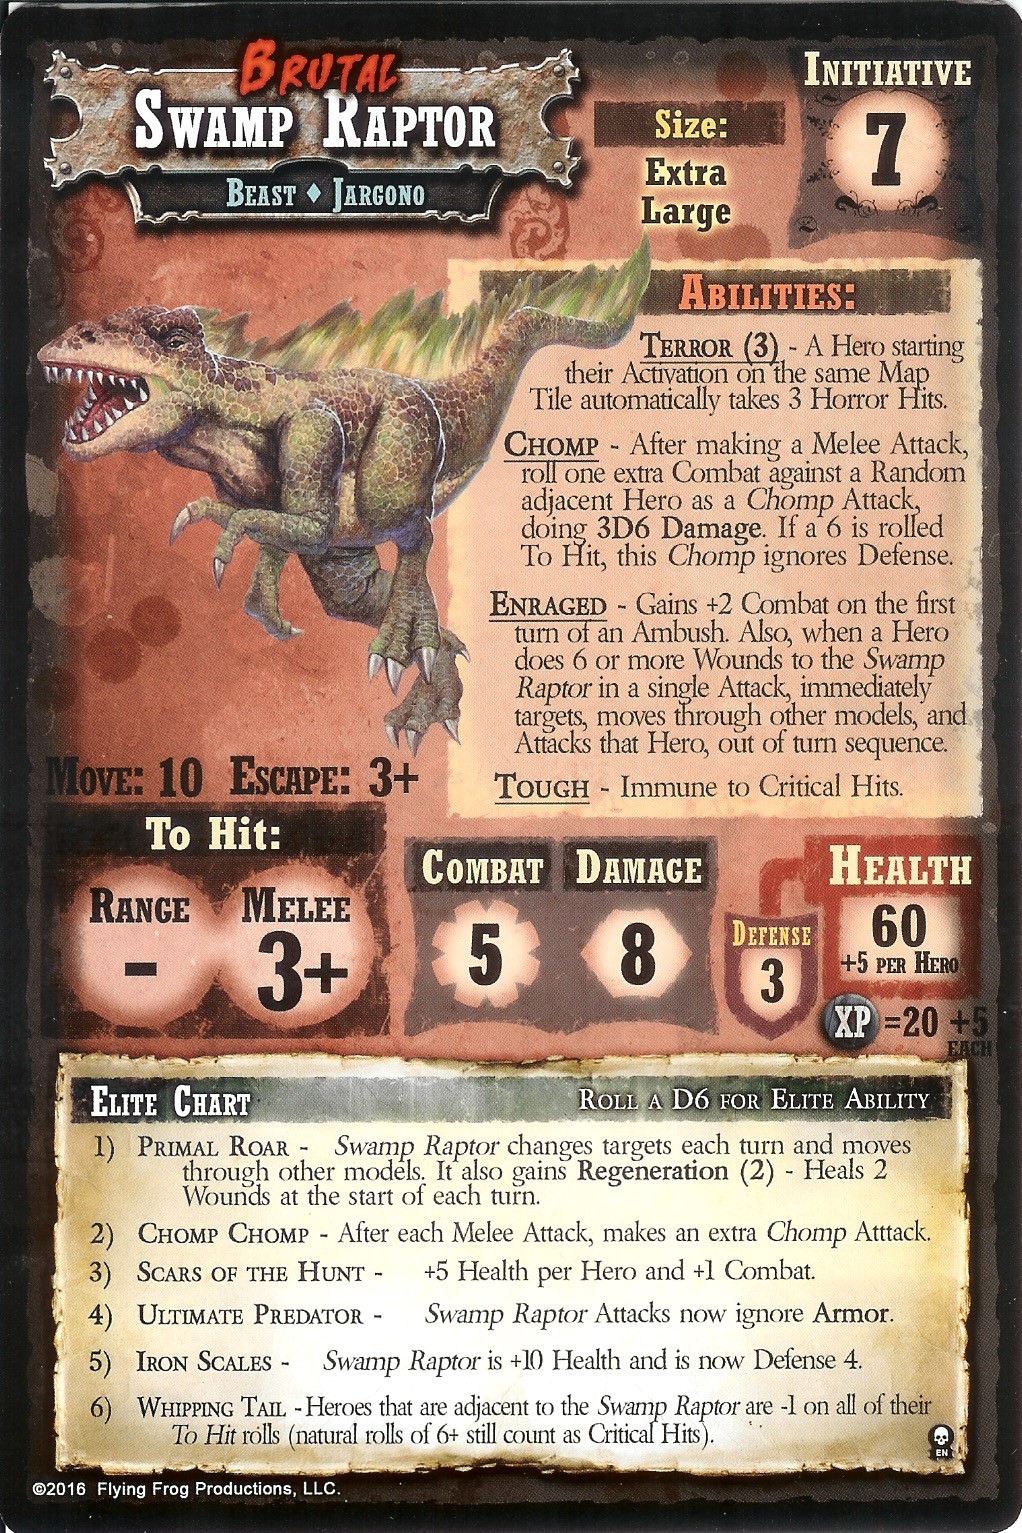 BRUTAL
SWAMP RAPTOR
BEAST ♦ JARGONO
Size:
Extra
Large
INITIATIVE
7
ABILITIES:
TERROR (3) - A Hero starting
their Activation on the same Map
Tile automatically takes 3 Horror Hits.
CHOMP - After making a Melee Attack,
roll one extra Combat against a Random
adjacent Hero as a Chomp Attack,
doing 3D6 Damage. If a 6 is rolled
To Hit, this Chomp ignores Defense.
ENRAGED - Gains +2 Combat on the first
turn of an Ambush. Also, when a Hero
does 6 or more Wounds to the Swamp
Raptor in a single Attack, immediately
targets, moves through other models, and
Attacks that Hero, out of turn sequence.
TOUGH - Immune to Critical Hits.
MOVE: 10 ESCAPE: 3+
TO HIT:
RANGE
-
MELEE
3+
COMBAT
5
DAMAGE
8
DEFENSE
3
HEALTH
60
+5 PER HERO
XP =20 +5
EACH
ELITE CHART
ROLL A D6 FOR ELITE ABILITY
1) PRIMAL ROAR - Swamp Raptor changes targets each turn and moves
through other models. It also gains Regeneration (2) - Heals 2
Wounds at the start of each turn.
2) CHOMP CHOMP - After each Melee Attack, makes an extra Chomp Atttack.
3) SCARS OF THE HUNT - +5 Health per Hero and +1 Combat.
4) ULTIMATE PREDATOR - Swamp Raptor Attacks now ignore Armor.
5) IRON SCALES - Swamp Raptor is +10 Health and is now Defense 4.
6) WHIPPING TAIL - Heroes that are adjacent to the Swamp Raptor are -1 on all of their
To Hit rolls (natural rolls of 6+ still count as Critical Hits).
EN
©2016 Flying Frog Productions, LLC.